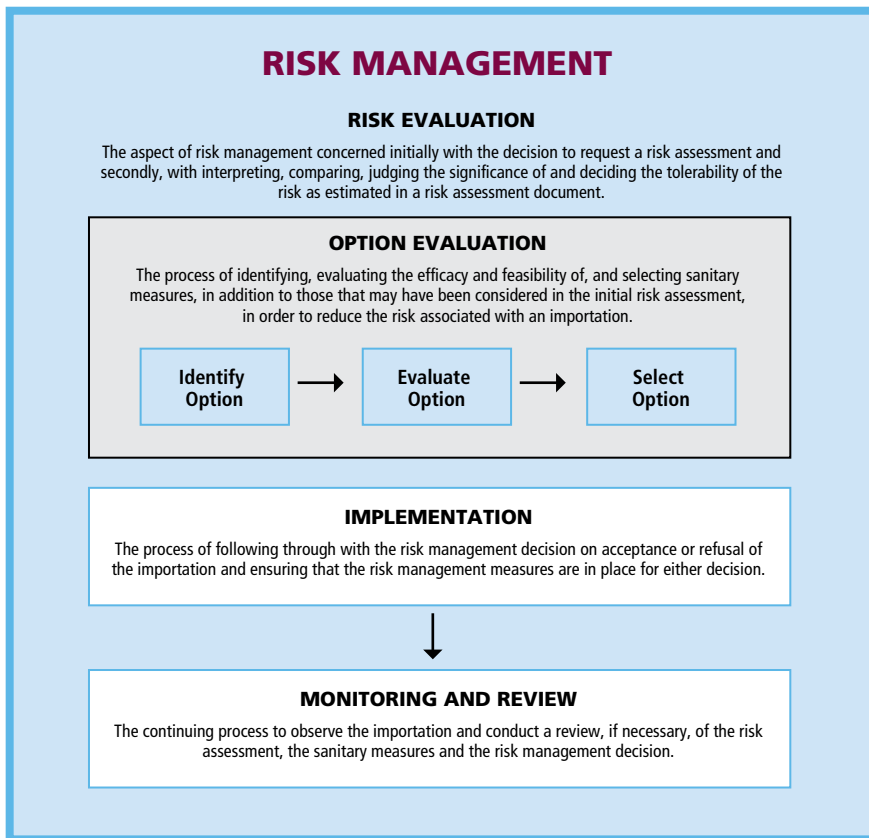 RISK MANAGEMENT
RISK EVALUATION
The aspect of risk management concerned initially with the decision to request a risk assessment and
secondly, with interpreting, comparing, judging the significance of and deciding the tolerability of the
risk as estimated in a risk assessment document.
OPTION EVALUATION
The process of identifying, evaluating the efficacy and feasibility of, and selecting sanitary
measures, in addition to those that may have been considered in the initial risk assessment,
in order to reduce the risk associated with an importation.
Identify
Option
Evaluate
Option
Select
Option
IMPLEMENTATION
The process of following through with the risk management decision on acceptance or refusal of
the importation and ensuring that the risk management measures are in place for either decision.
MONITORING AND REVIEW
The continuing process to observe the importation and conduct a review, if necessary, of the risk
assessment, the sanitary measures and the risk management decision.